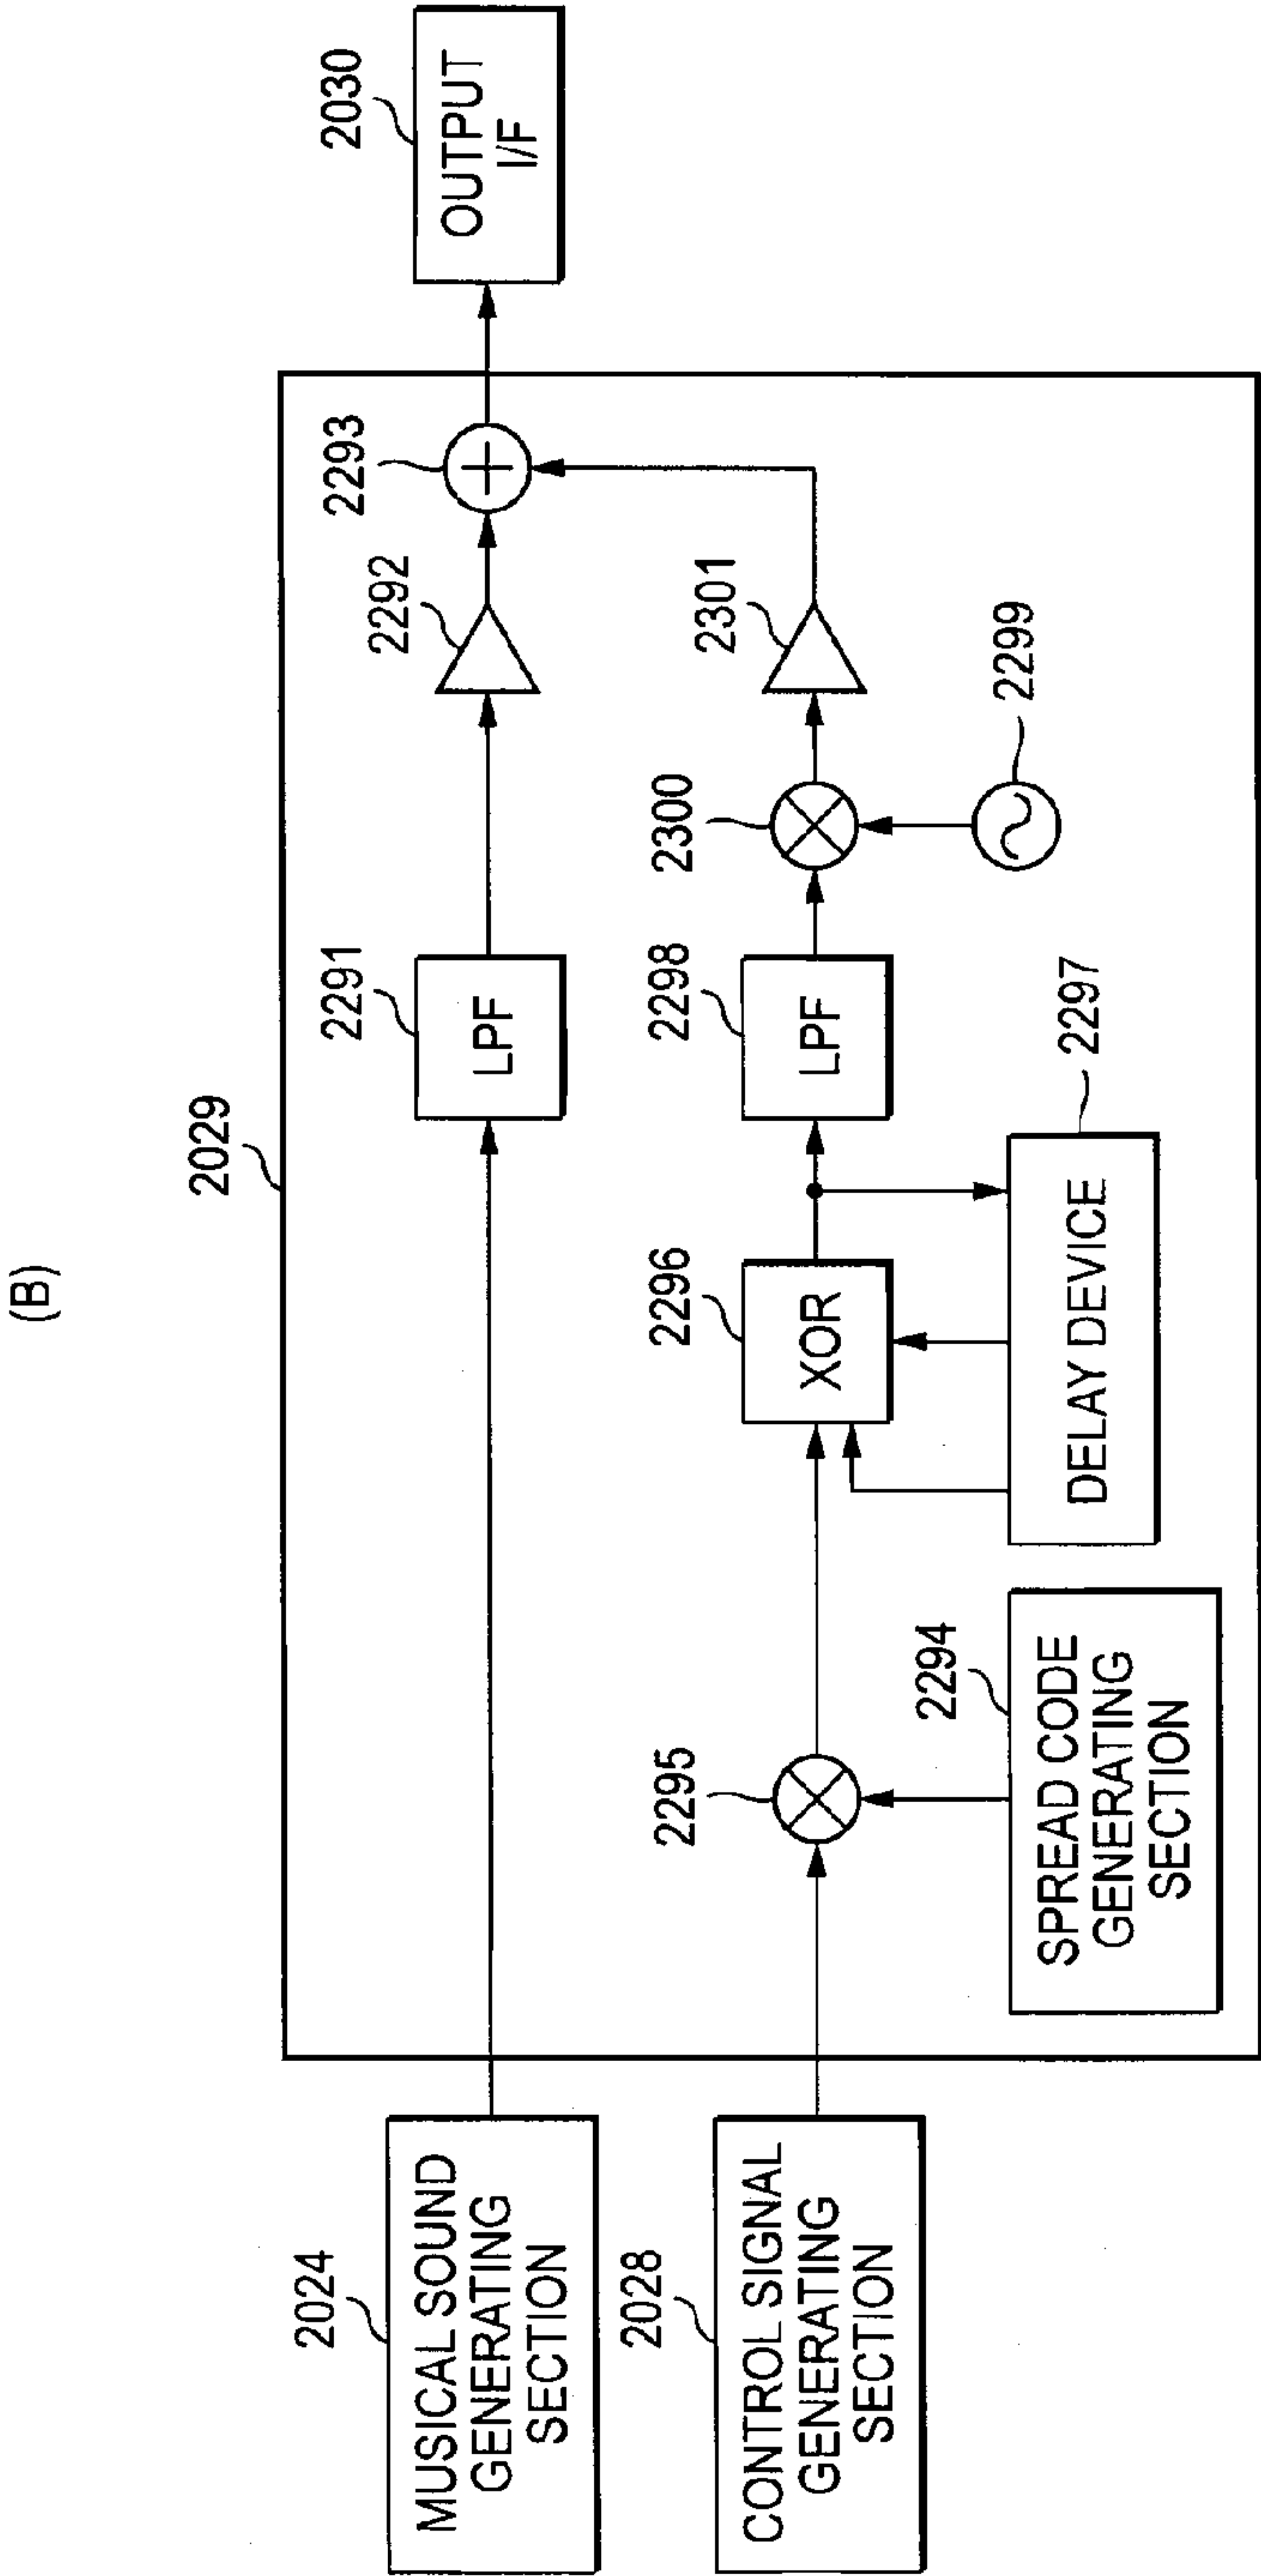 (B)
2029
2024
MUSICAL SOUND
GENERATING
SECTION
2291
LPF
2292
2293
2030
OUTPUT
I/F
2028
CONTROL SIGNAL
GENERATING
SECTION
2295
2296
XOR
2298
LPF
2300
2301
2294
SPREAD CODE
GENERATING
SECTION
2297
DELAY DEVICE
2299